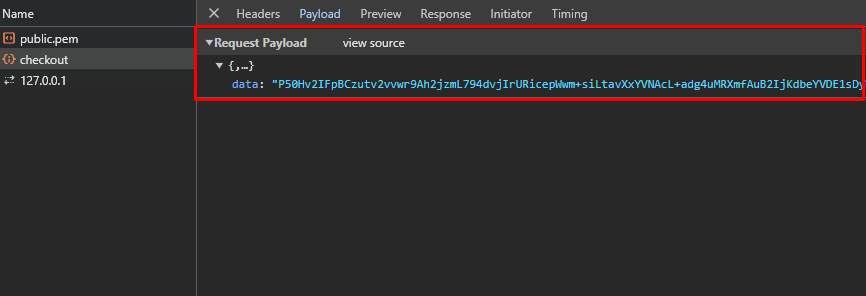 Name
Headers Payload Preview Response Initiator Timing
public.pem
Request Payload view source
checkout
{,…}
127.0.0.1
data: "P50Hv2IFpBCzutv2vvwr9Ah2jzmL794dvjIrURicepWwm+siLtavXxYVNAcL+adg4uMRXmfAuB2IjKdbeYVDE1sDy